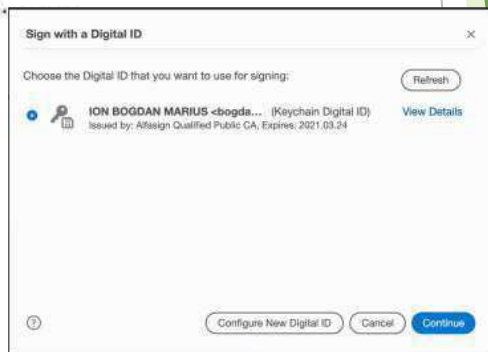 Sign with a Digital ID
Choose the Digital ID that you want to use for signing:
Refresh
ION BOGDAN MARIUS <bogda... (Keychain Digital ID)
View Details
Issued by: Alfasign Qualified Public CA, Expires: 2021.03.24
Configure New Digital ID
Cancel
Continue